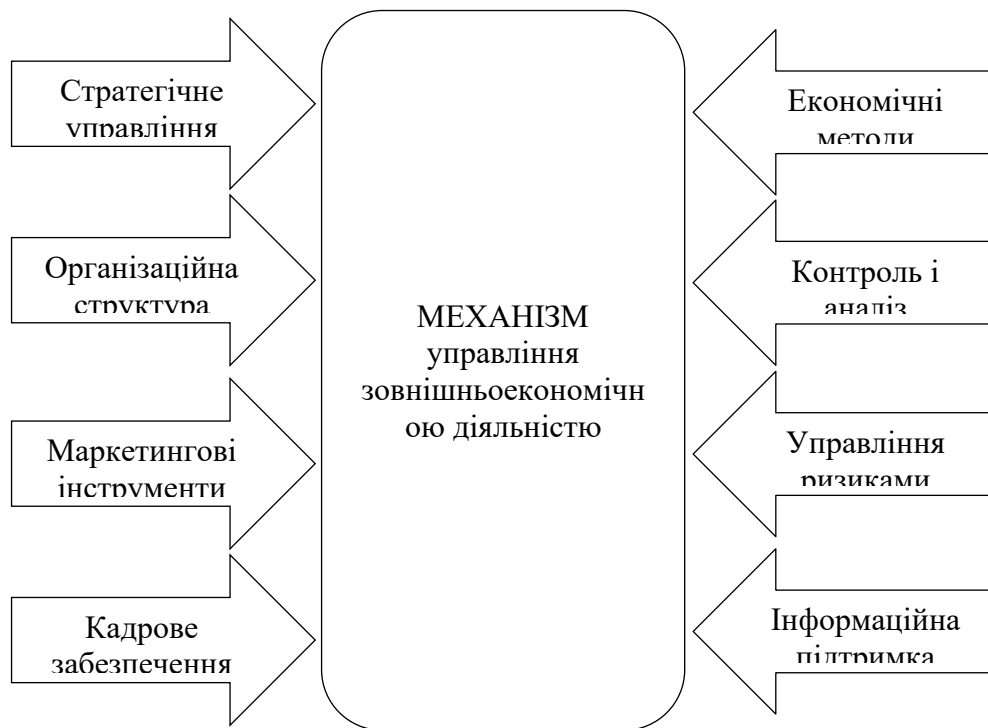 Стратегічне
управління
Організаційна
структура
Маркетингові
інструменти
Кадрове
забезпечення
МЕХАНІЗМ
управління
зовнішньоекономічн
ою діяльністю
Економічні
методи
Контроль і
аналіз
Управління
ризиками
Інформаційна
підтримка